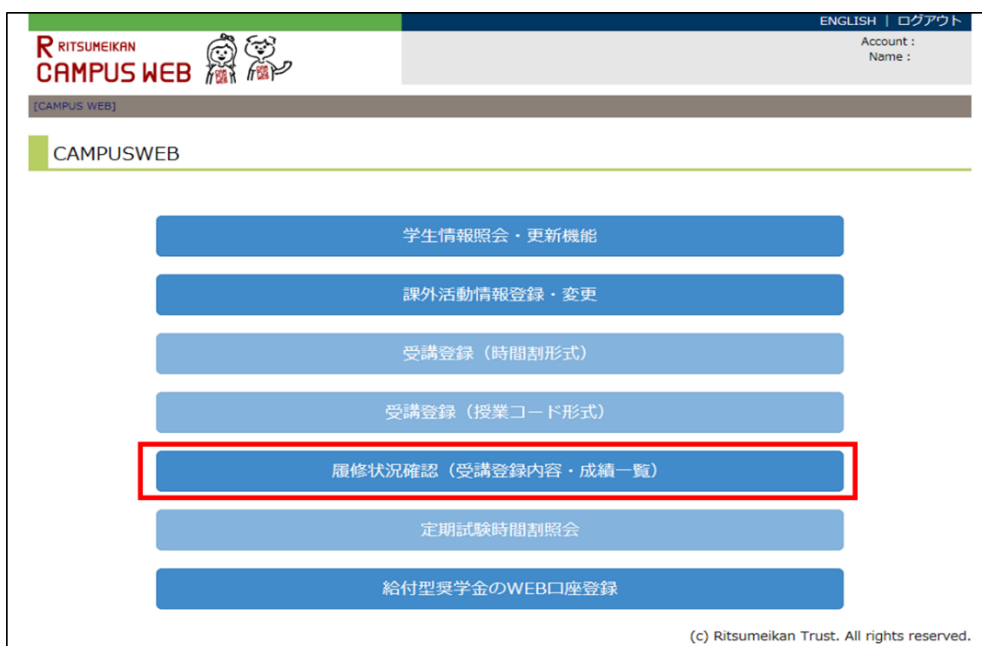 ENGLISH | ログアウト
R RITSUMEIKAN
CAMPUS WEB
Account :
Name :
[CAMPUS WEB]
CAMPUSWEB
学生情報照会・更新機能
課外活動情報登録・変更
受講登録（時間割形式）
受講登録（授業コード形式）
履修状況確認（受講登録内容・成績一覧）
定期試験時間割照会
給付型奨学金のWEB口座登録
(c) Ritsumeikan Trust. All rights reserved.